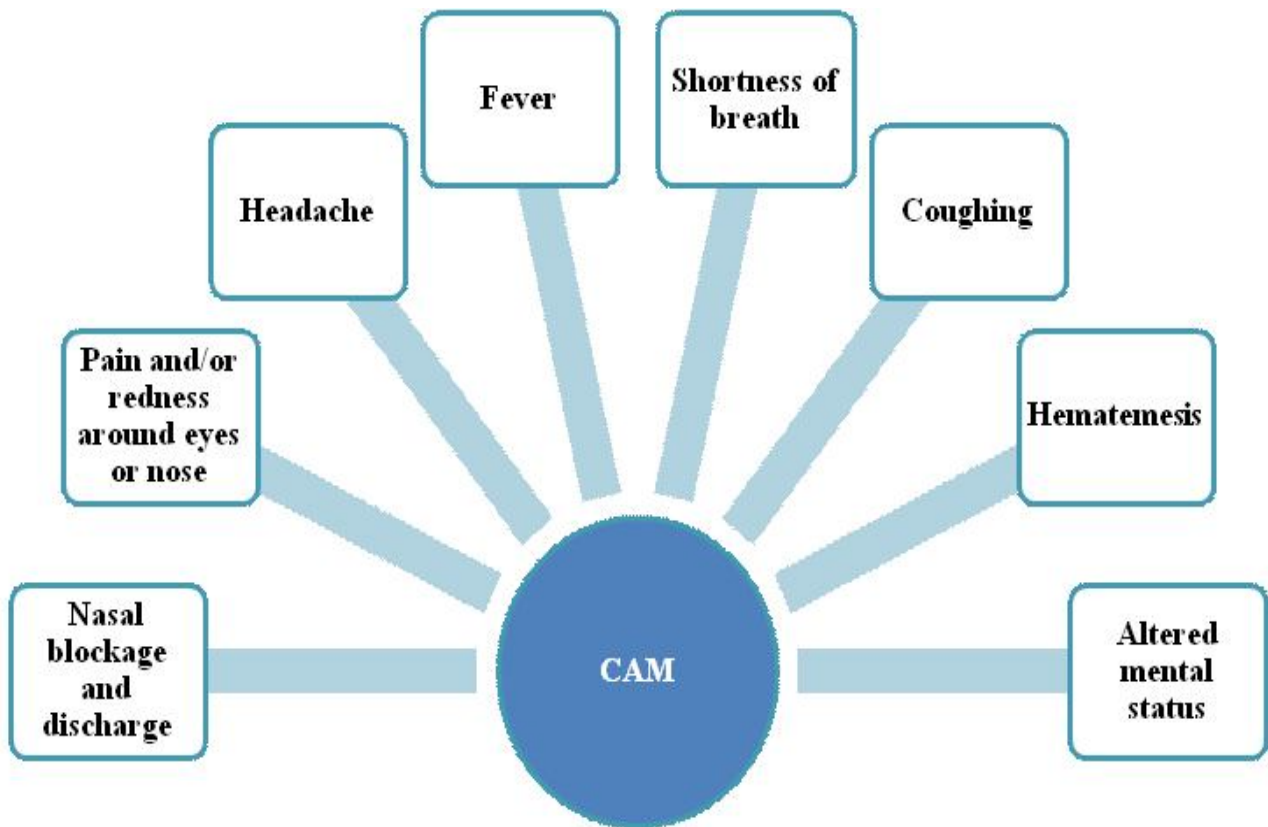 Fever
Shortness of
breath
Headache
Coughing
Pain and/or
redness
around eyes
or nose
Hematemesis
Nasal
blockage
and
discharge
CAM
Altered
mental
status